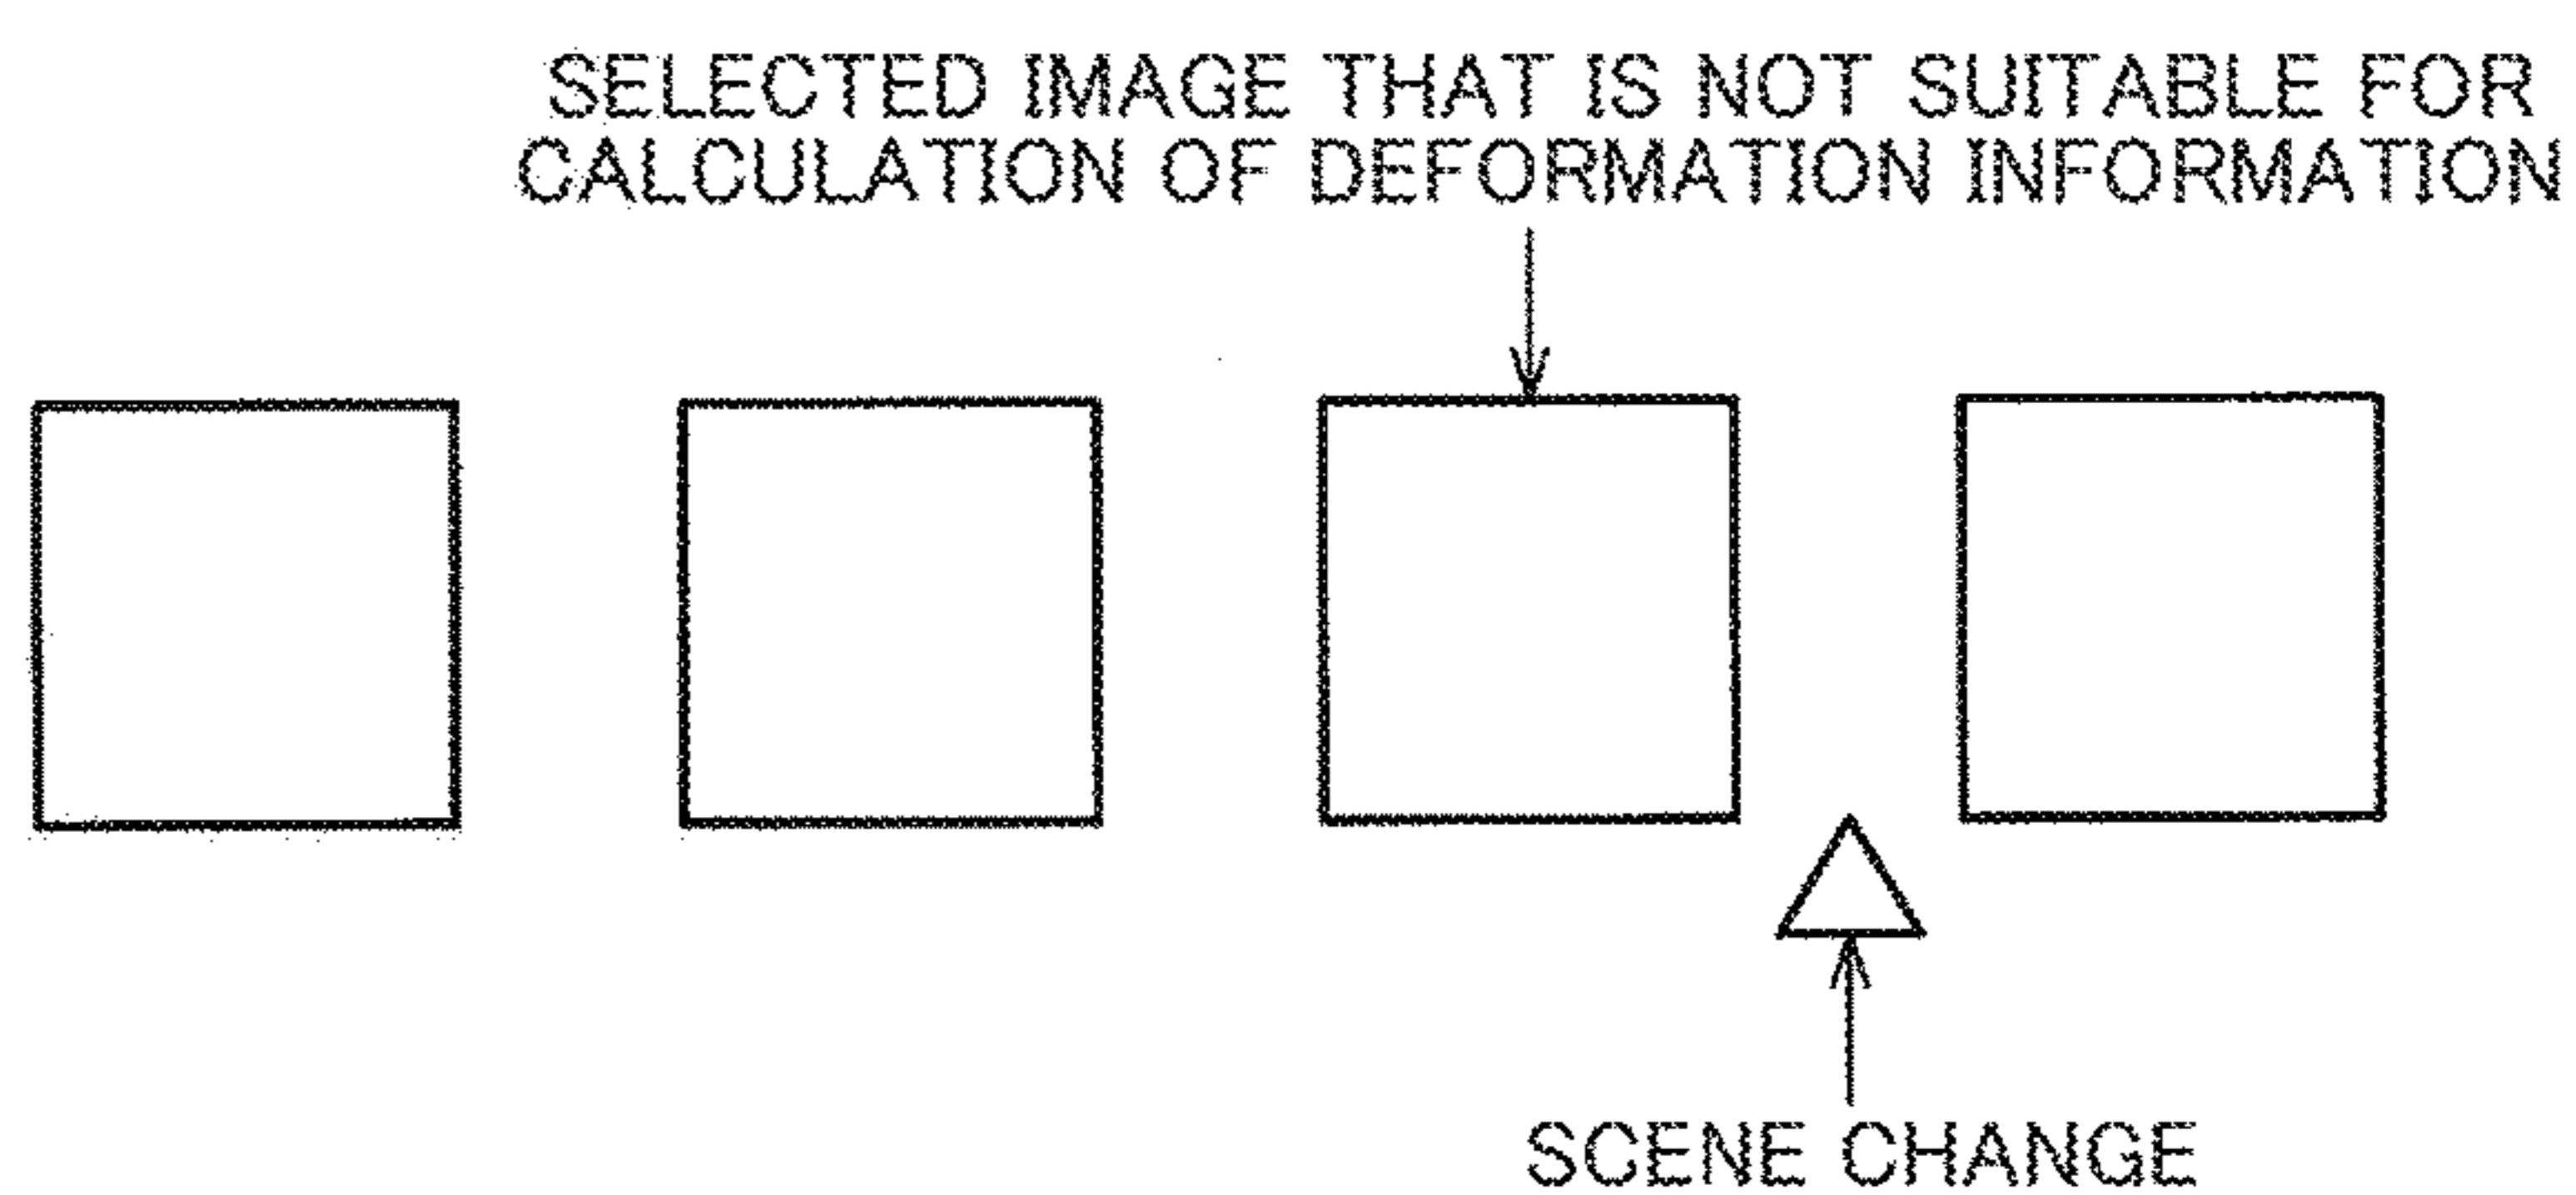 SELECTED IMAGE THAT IS NOT SUITABLE FOR
CALCULATION OF DEFORMATION INFORMATION
SCENE CHANGE